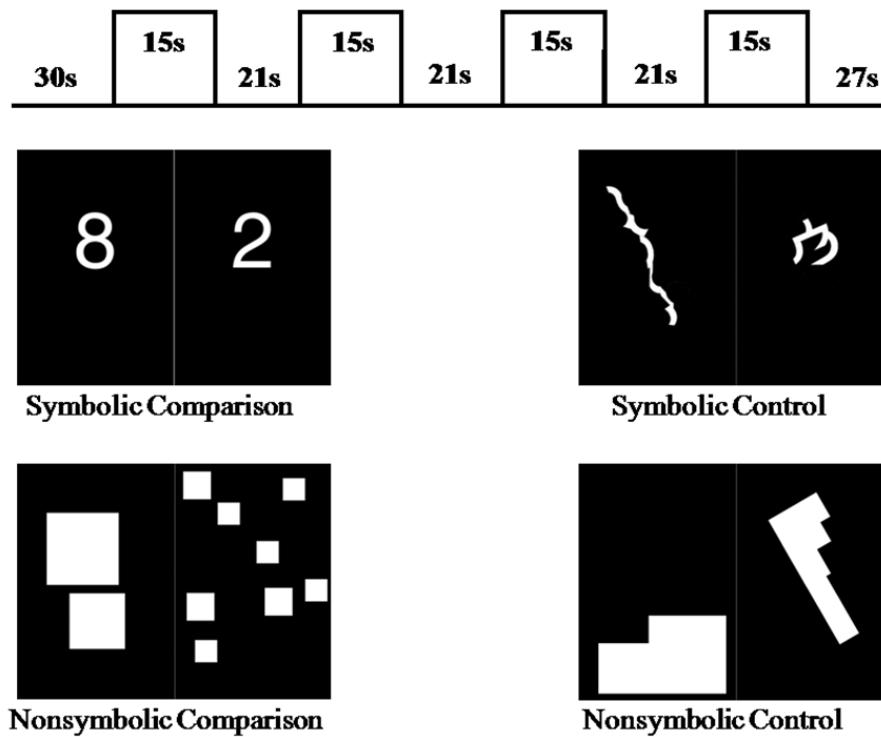 15s 15s 15s 15s
30s 21s 21s 21s 27s
8 2
Symbolic Comparison
Symbolic Control
Nonsymbolic Comparison
Nonsymbolic Control